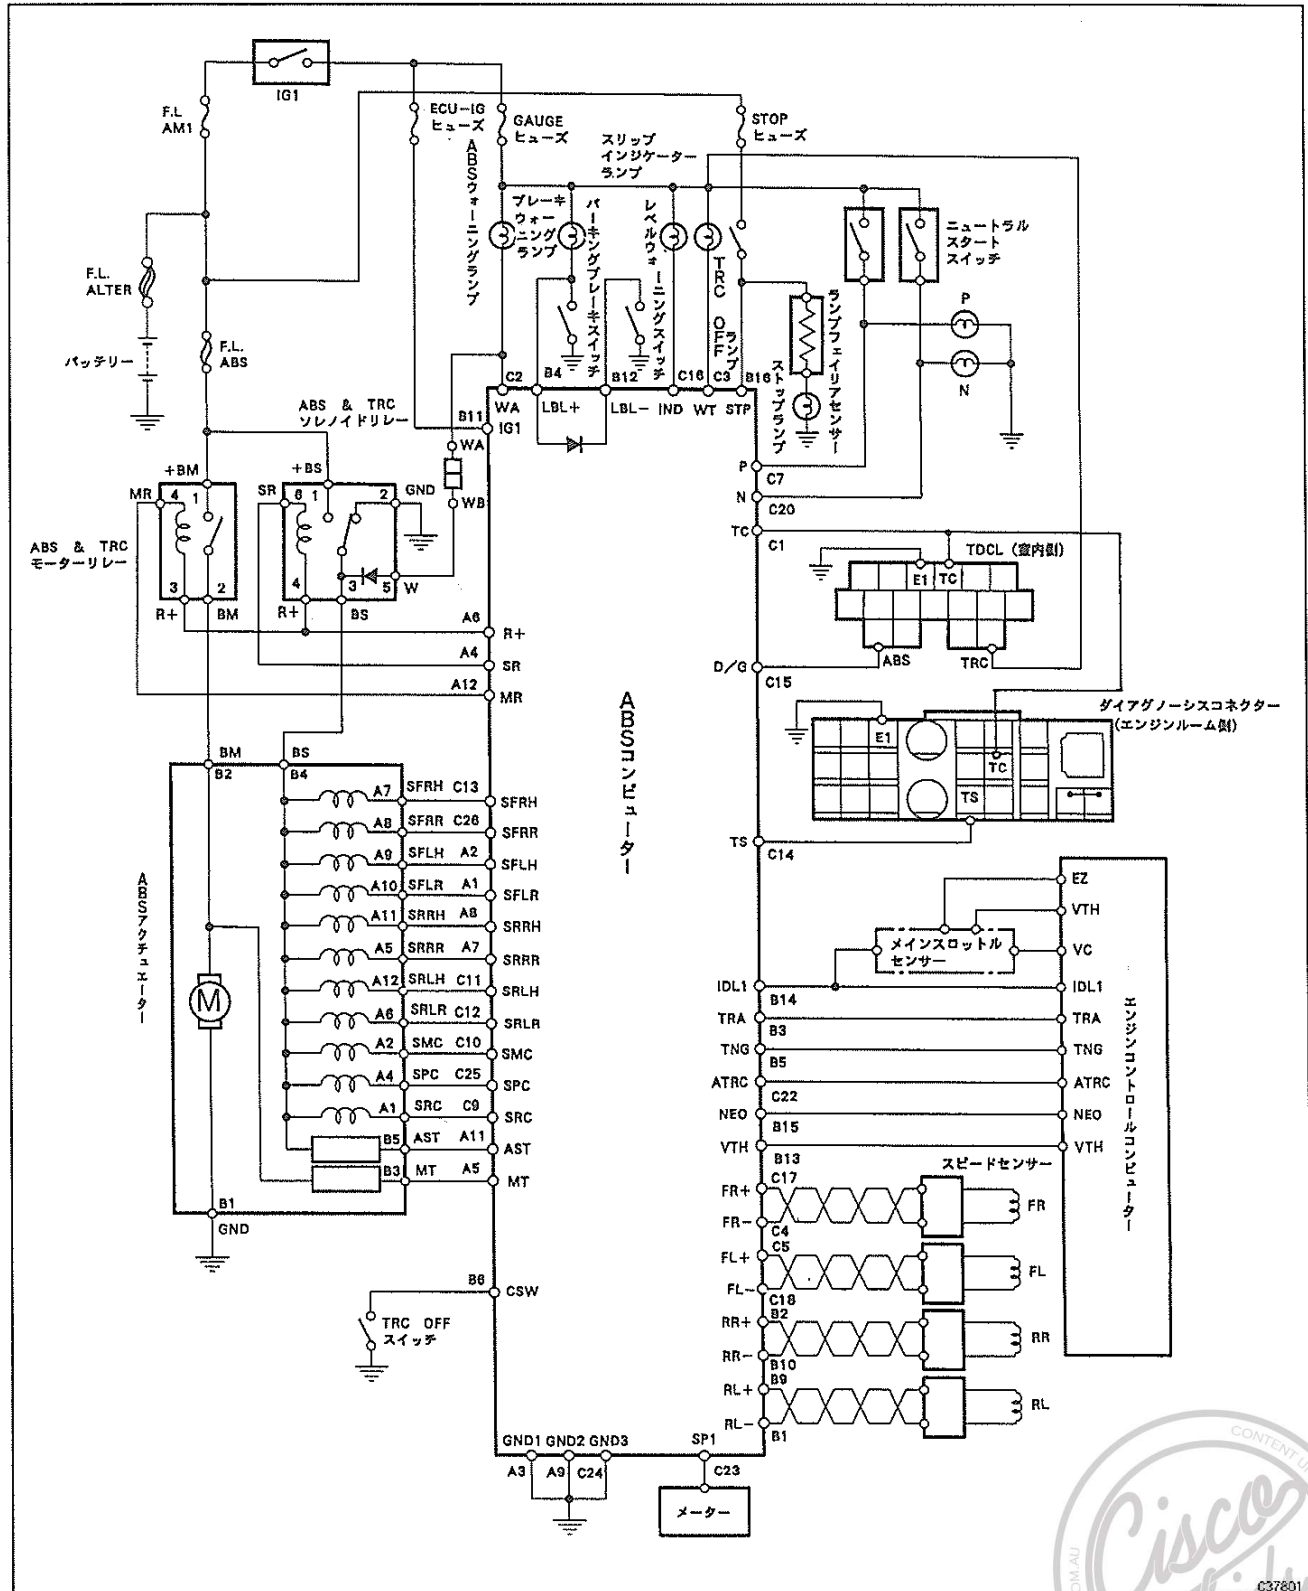 IG1
F.L
AM1
ECU-IG
ヒューズ
GAUGE
ヒューズ
STOP
ヒューズ
ABSウォーニングランプ
スリップ
インジケーター
ランプ
ブレーキ
ウォー
ニング
ランプ
パーキングブレーキスイッチ
レベルウォーニングスイッチ
TRC OFF
ランプ
ニュートラル
スタート
スイッチ
F.L.
ALTER
バッテリー
F.L.
ABS
ランプフェイリアセンサー
ストップランプ
P
N
ABS & TRC
ソレノイドリレー
C2 B4 B12 C16 C3 B16
WA LBL+ LBL- IND WT STP
B11 IG1
WA
WB
+BM
+BS
MR 4 1
SR 6 1 2 GND
ABS & TRC
モーターリレー
3 2
4 3 5 W
R+ BM
R+ BS
P C7
N C20
TC C1
TDCL (室内側)
E1 TC
ABS TRC
D/G C15
A6 R+
A4 SR
A12 MR
ダイアグノーシスコネクター
(エンジンルーム側)
E1
TC
TS
TS C14
ABSコンピューター
BM BS
B2 B4
ABSアクチュエーター
M
A7 SFRH C13 SFRH
A8 SFRR C26 SFRR
A9 SFLH A2 SFLH
A10 SFLR A1 SFLR
A11 SRRH A8 SRRH
A5 SRRR A7 SRRR
A12 SRLH C11 SRLH
A6 SRLR C12 SRLR
A2 SMC C10 SMC
A4 SPC C25 SPC
A1 SRC C9 SRC
B5 AST A11 AST
B3 MT A5 MT
B1
GND
EZ
VTH
VC
メインスロットル
センサー
IDL1 B14 IDL1
TRA B3 TRA
TNG B5 TNG
ATRC C22 ATRC
NEO B15 NEO
VTH B13 VTH
エンジンコントロールコンピューター
スピードセンサー
FR+ C17
FR- C4
FR
FL+ C5
FL- C18
FL
RR+ B2
RR- B10
RR
RL+ B9
RL- B1
RL
B6 CSW
TRC OFF
スイッチ
GND1 GND2 GND3
A3 A9 C24
SP1
C23
メーター
C37801